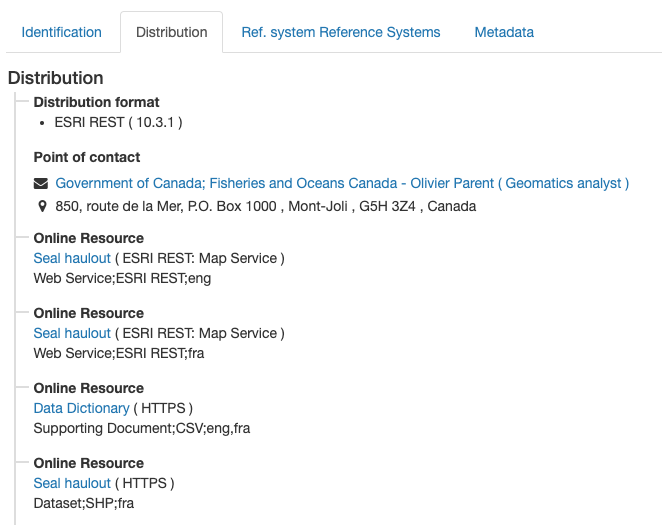 Identification Distribution Ref. system Reference Systems Metadata
Distribution
Distribution format
• ESRI REST ( 10.3.1 )
Point of contact
Government of Canada; Fisheries and Oceans Canada - Olivier Parent ( Geomatics analyst )
850, route de la Mer, P.O. Box 1000 , Mont-Joli , G5H 3Z4 , Canada
Online Resource
Seal haulout ( ESRI REST: Map Service )
Web Service;ESRI REST;eng
Online Resource
Seal haulout ( ESRI REST: Map Service )
Web Service;ESRI REST;fra
Online Resource
Data Dictionary ( HTTPS )
Supporting Document;CSV;eng,fra
Online Resource
Seal haulout ( HTTPS )
Dataset;SHP;fra